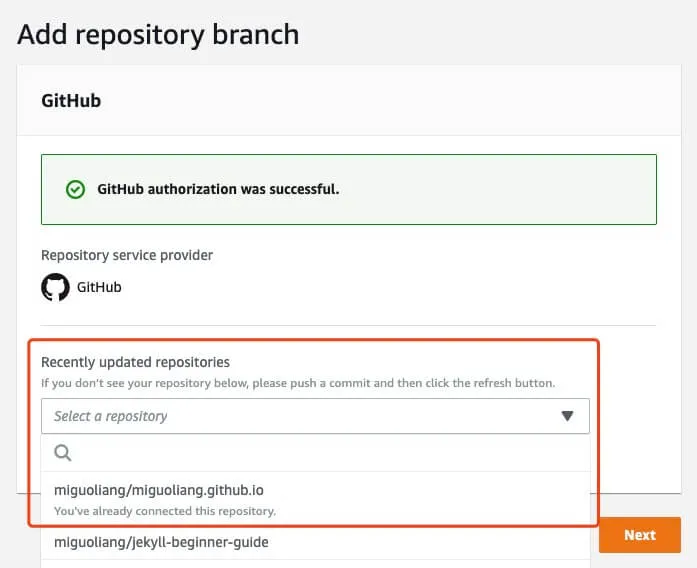 Add repository branch
GitHub
GitHub authorization was successful.
Repository service provider
GitHub
Recently updated repositories
If you don't see your repository below, please push a commit and then click the refresh button.
Select a repository
miguoliang/miguoliang.github.io
You've already connected this repository.
miguoliang/jekyll-beginner-guide
Next